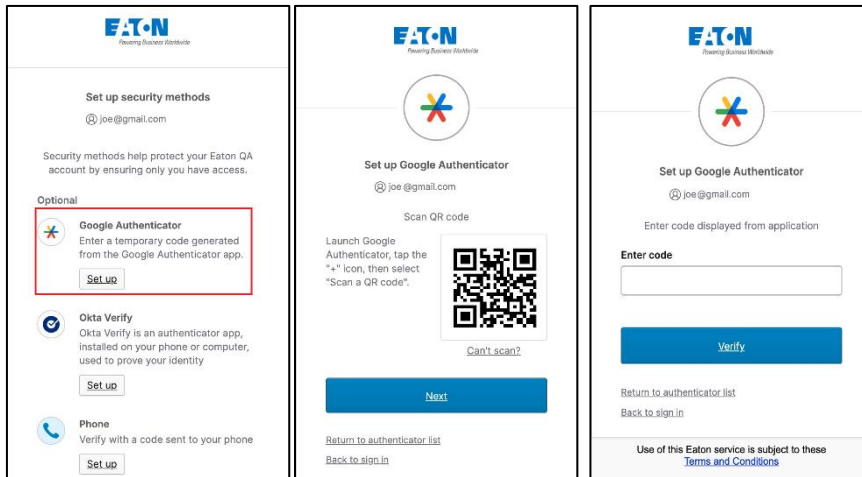 EATON
Powering Business Worldwide
Set up security methods
joe@gmail.com
Security methods help protect your Eaton QA
account by ensuring only you have access.
Optional
Google Authenticator
Enter a temporary code generated
from the Google Authenticator app.
Set up
Okta Verify
Okta Verify is an authenticator app,
installed on your phone or computer,
used to prove your identity
Set up
Phone
Verify with a code sent to your phone
Set up
EATON
Powering Business Worldwide
Set up Google Authenticator
joe@gmail.com
Scan QR code
Launch Google
Authenticator, tap the
"+" icon, then select
"Scan a QR code".
Can't scan?
Next
Return to authenticator list
Back to sign in
EATON
Powering Business Worldwide
Set up Google Authenticator
joe@gmail.com
Enter code displayed from application
Enter code
Verify
Return to authenticator list
Back to sign in
Use of this Eaton service is subject to these
Terms and Conditions